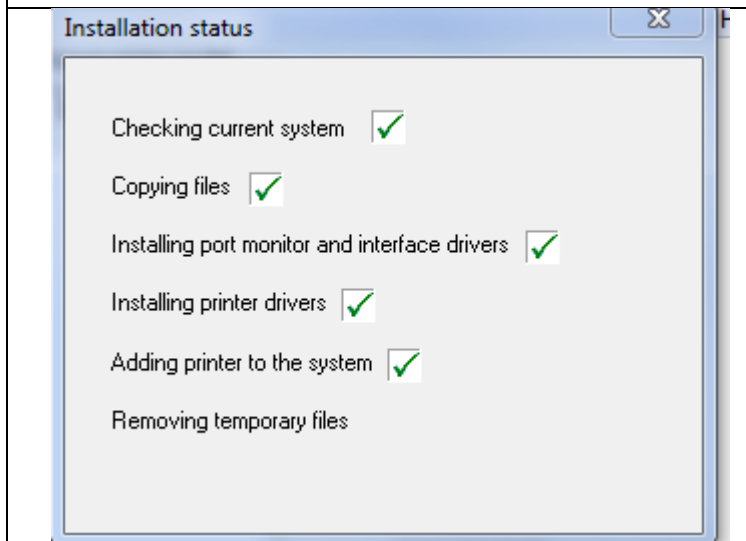 Installation status
Checking current system
Copying files
Installing port monitor and interface drivers
Installing printer drivers
Adding printer to the system
Removing temporary files